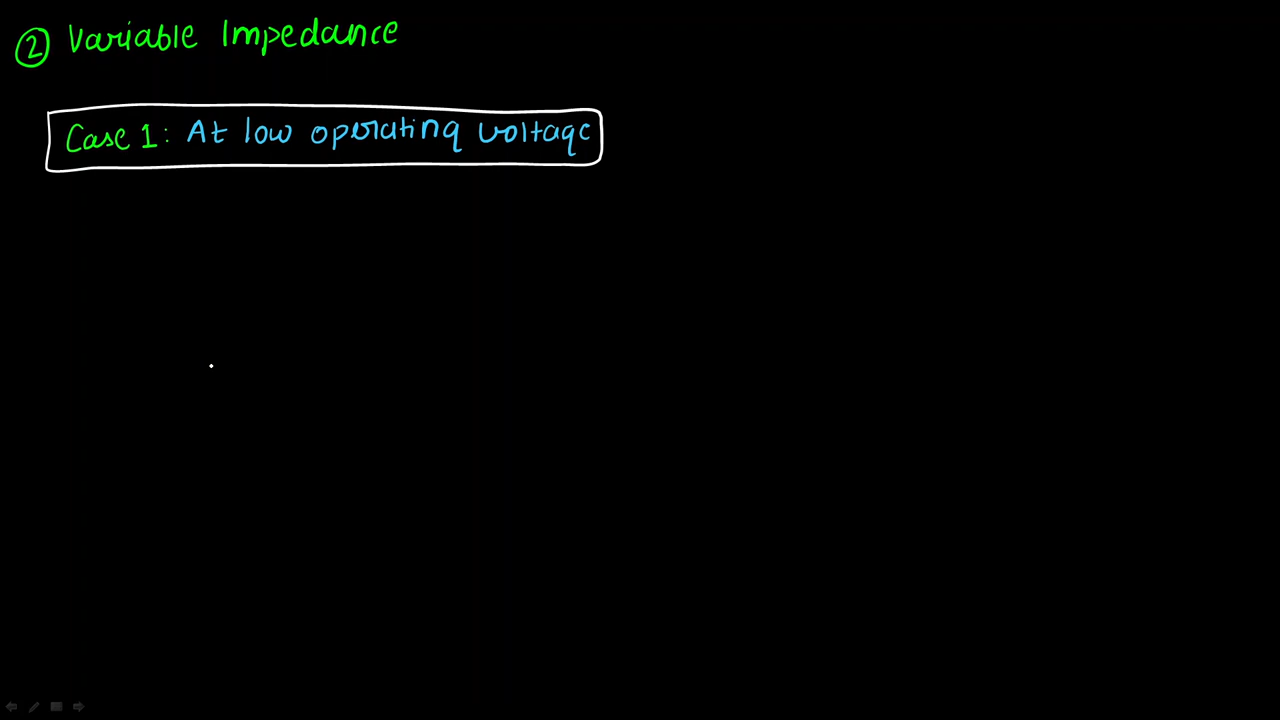 ② Variable Impedance
Case 1: At low operating voltage